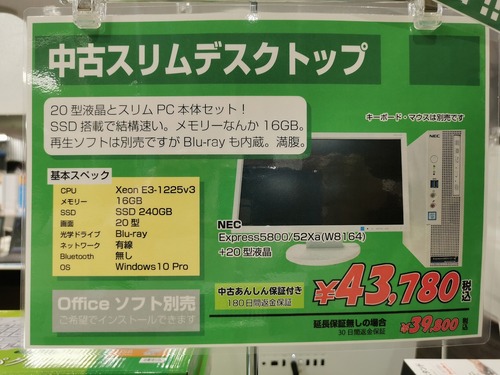 中古スリムデスクトップ
20型液晶とスリムPC本体セット！
SSD搭載で結構速い。メモリーなんか16GB。
再生ソフトは別売ですがBlu-rayも内蔵。満腹。
キーボード・マウスは別売です
基本スペック
CPU Xeon E3-1225v3
メモリー 16GB
SSD SSD 240GB
画面 20型
光学ドライブ Blu-ray
ネットワーク 有線
Bluetooth 無し
OS Windows10 Pro
NEC
NEC
Express5800/52Xa(W8164)
+20型液晶
Office ソフト別売
ご希望でインストールできます
中古あんしん保証付き
180日間返金保証
¥43,780税込
延長保証無しの場合
30日間返金保証
¥39,800税込